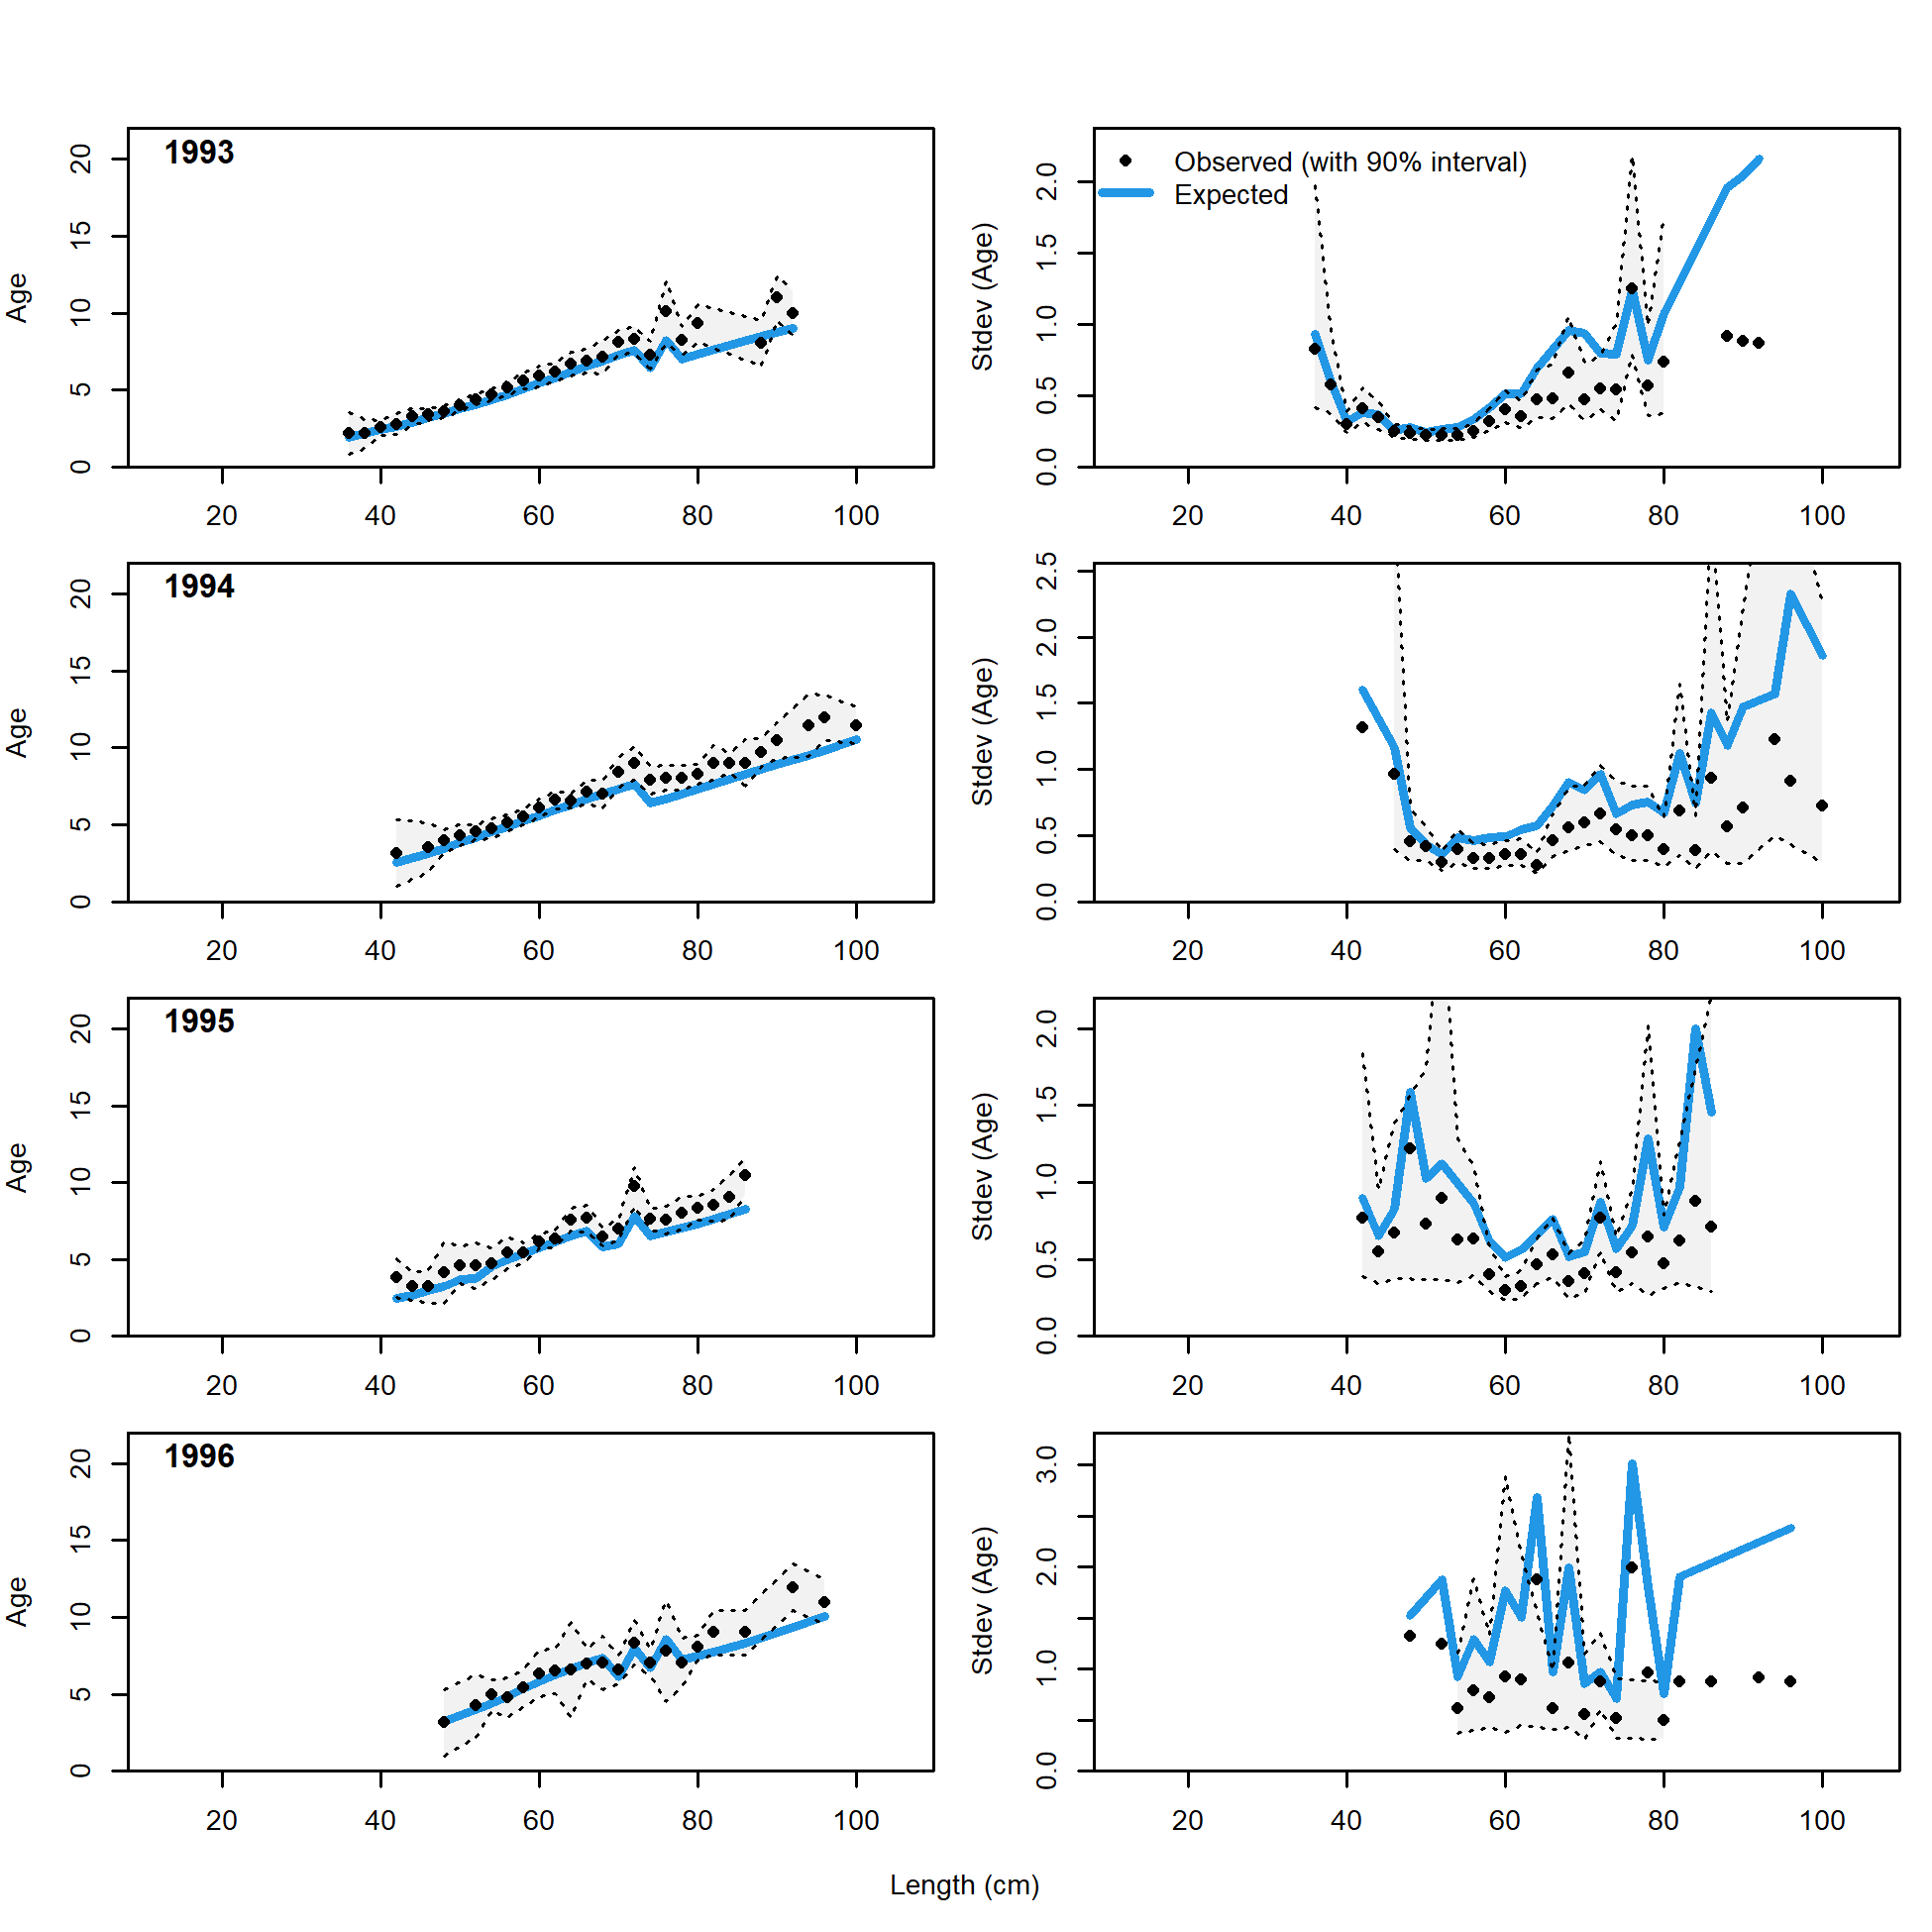 1993
Age
0 5 10 15 20
20 40 60 80 100
Observed (with 90% interval)
Expected
Stdev (Age)
0.0 0.5 1.0 1.5 2.0
20 40 60 80 100
1994
Age
0 5 10 15 20
20 40 60 80 100
Stdev (Age)
0.0 0.5 1.0 1.5 2.0 2.5
20 40 60 80 100
1995
Age
0 5 10 15 20
20 40 60 80 100
Stdev (Age)
0.0 0.5 1.0 1.5 2.0
20 40 60 80 100
1996
Age
0 5 10 15 20
20 40 60 80 100
Stdev (Age)
0.0 1.0 2.0 3.0
20 40 60 80 100
Length (cm)